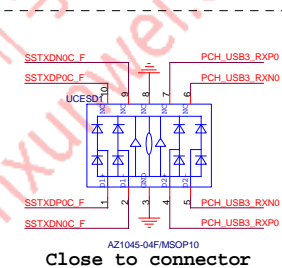 SSTXDN0C_F PCH_USB3_RXP0
SSTXDP0C_F PCH_USB3_RXN0
10 9 8 7 6
UCESD1
NC NC NC NC
D1+ D1- GND D2+ D2-
1 2 3 4 5
SSTXDP0C_F PCH_USB3_RXN0
SSTXDN0C_F PCH_USB3_RXP0
AZ1045-04F/MSOP10
Close to connector